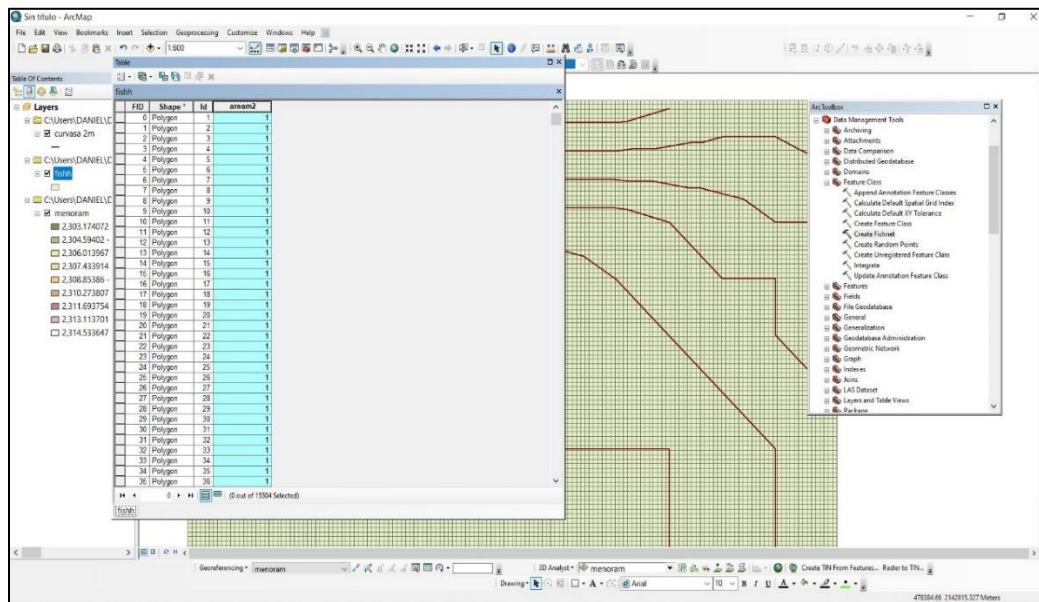 Sin título - ArcMap
File Edit View Bookmarks Insert Selection Geoprocessing Customize Windows Help
1:600
Table Of Contents
Layers
C:\Users\DANIEL\D
curvasa 2m
C:\Users\DANIEL\D
fishh
C:\Users\DANIEL\D
menoram
2,303.174072
2,304.59402 -
2,306.013967
2,307.433914
2,308.85386 -
2,310.273807
2,311.693754
2,313.113701
2,314.533647
Table
fishh
FID Shape * Id aream2
0 Polygon 1 1
1 Polygon 2 1
2 Polygon 3 1
3 Polygon 4 1
4 Polygon 5 1
5 Polygon 6 1
6 Polygon 7 1
7 Polygon 8 1
8 Polygon 9 1
9 Polygon 10 1
10 Polygon 11 1
11 Polygon 12 1
12 Polygon 13 1
13 Polygon 14 1
14 Polygon 15 1
15 Polygon 16 1
16 Polygon 17 1
17 Polygon 18 1
18 Polygon 19 1
19 Polygon 20 1
20 Polygon 21 1
21 Polygon 22 1
22 Polygon 23 1
23 Polygon 24 1
24 Polygon 25 1
25 Polygon 26 1
26 Polygon 27 1
27 Polygon 28 1
28 Polygon 29 1
29 Polygon 30 1
30 Polygon 31 1
31 Polygon 32 1
32 Polygon 33 1
33 Polygon 34 1
34 Polygon 35 1
35 Polygon 36 1
0 (0 out of 15504 Selected)
fishh
ArcToolbox
Data Management Tools
Archiving
Attachments
Data Comparison
Distributed Geodatabase
Domains
Feature Class
Append Annotation Feature Classes
Calculate Default Spatial Grid Index
Calculate Default XY Tolerance
Create Feature Class
Create Fishnet
Create Random Points
Create Unregistered Feature Class
Integrate
Update Annotation Feature Class
Features
Fields
File Geodatabase
General
Generalization
Geodatabase Administration
Geometric Network
Graph
Indexes
Joins
LAS Dataset
Layers and Table Views
Package
Georeferencing menoram
3D Analyst menoram
Create TIN From Features... Raster to TIN...
Drawing A Arial 10 B I U A
478384.66 2142815.327 Meters